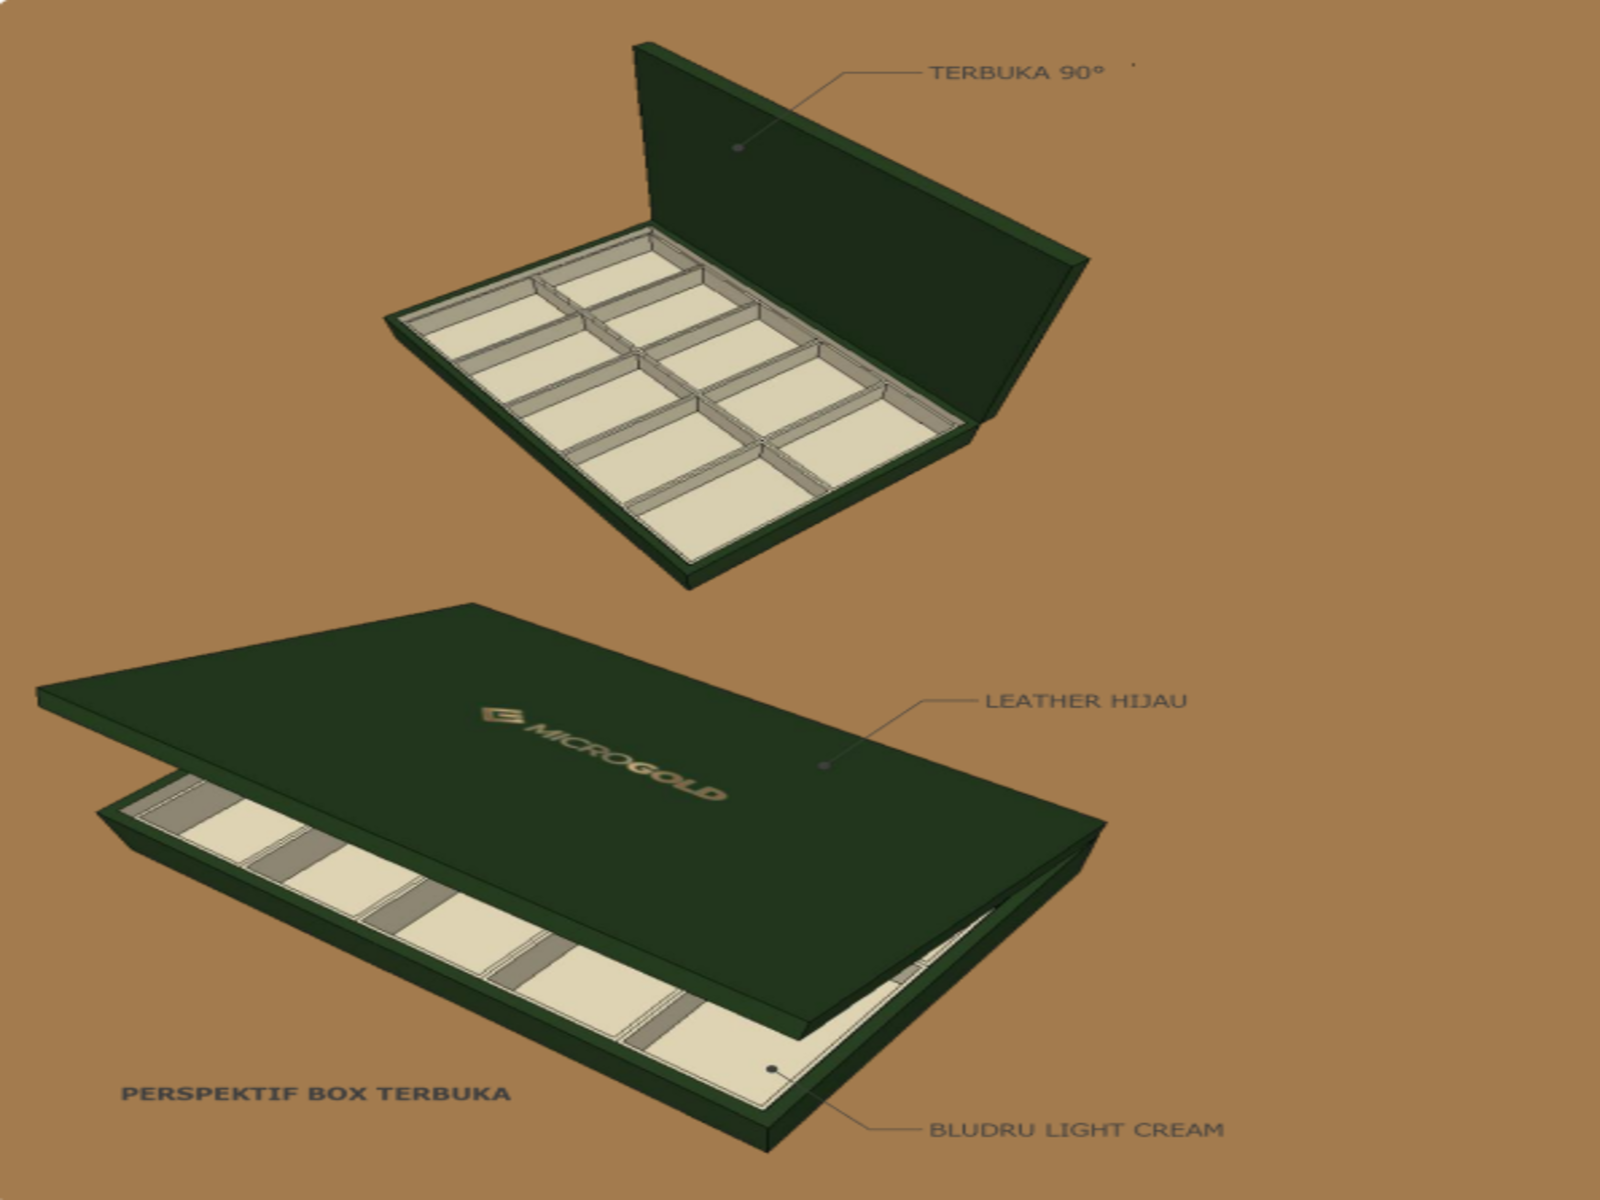 TERBUKA 90°
MICROGOLD
LEATHER HIJAU
PERSPEKTIF BOX TERBUKA
BLUDRU LIGHT CREAM